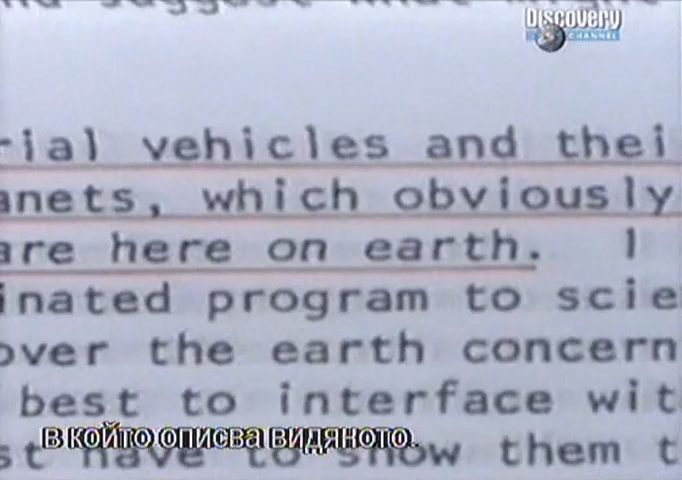 Discovery
CHANNEL
rial vehicles and thei
anets, which obviously
are here on earth. I
inated program to scie
over the earth concern
best to interface wit
st have to show them t
в който описва видяното.